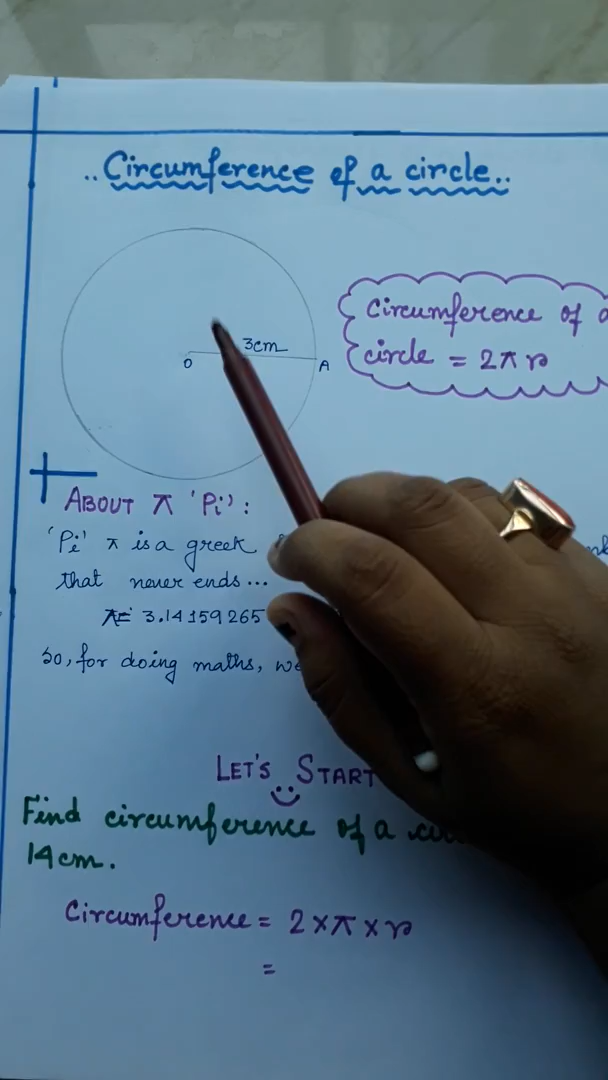 ..Circumference of a circle..
Circumference of a
circle = 2πr
3cm
O
A
ABOUT π 'Pi':
'Pi' π is a greek
that never ends...
π= 3.14159265
So, for doing maths, we
LET'S START
Find circumference of a
14cm.
Circumference = 2×π×r
=